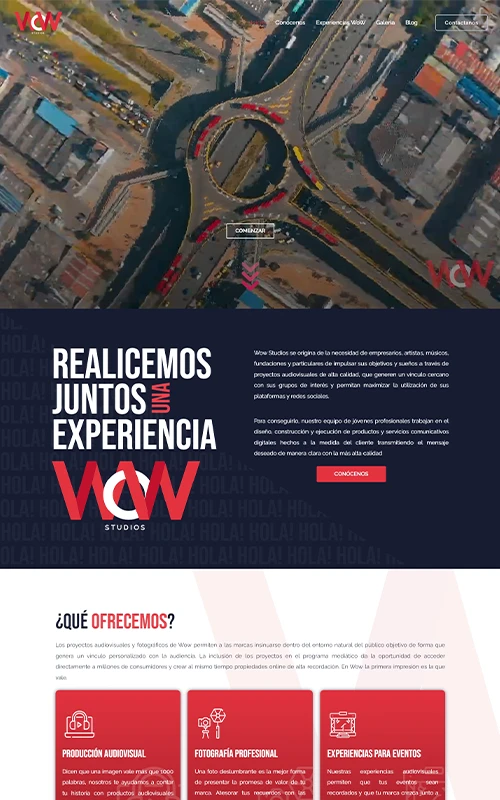 WOW
STUDIOS
Conócenos Experiencias WoW Galería Blog Contáctanos
COMENZAR
WOW
REALICEMOS
JUNTOS UNA
EXPERIENCIA
WOW
STUDIOS
Wow Studios se origina de la necesidad de empresarios, artistas, músicos,
fundaciones y particulares de impulsar sus objetivos y sueños a través de
proyectos audiovisuales de alta calidad, que generen un vínculo cercano
con sus grupos de interés y permitan maximizar la utilización de sus
plataformas y redes sociales.
Para conseguirlo, nuestro equipo de jóvenes profesionales trabajan en el
diseño, construcción y ejecución de productos y servicios comunicativos
digitales hechos a la medida del cliente transmitiendo el mensaje
deseado de manera clara con la más alta calidad
CONÓCENOS
HOLA! HOLA! HOLA! HOLA! HOLA!
¿QUÉ OFRECEMOS?
Los proyectos audiovisuales y fotográficos de Wow permiten a las marcas insinuarse dentro del entorno natural del público objetivo de forma que
genera un vínculo personalizado con la audiencia. La inclusión de los proyectos en el programa mediático da la oportunidad de acceder
directamente a millones de consumidores y crear al mismo tiempo propiedades online de alta recordación. En Wow la primera impresión es la que
vale.
PRODUCCIÓN AUDIOVISUAL
Dicen que una imagen vale más que 1000
palabras, nosotros te ayudamos a contar
tu historia con productos audiovisuales.
FOTOGRAFÍA PROFESIONAL
Una foto deslumbrante es la mejor forma
de presentar la promesa de valor de tu
marca. Asesorar tus recuerdos con las
EXPERIENCIAS PARA EVENTOS
Nuestras experiencias audiovisuales
permiten que tus eventos sean
recordados y que tu marca crezca junto a